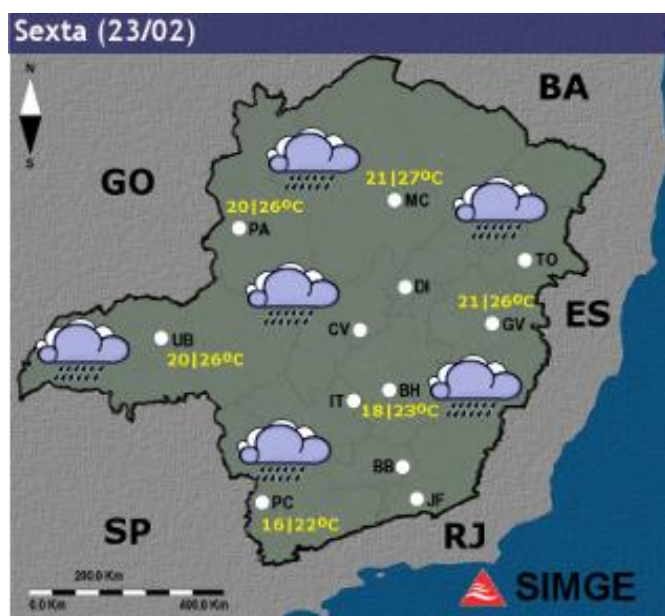 Sexta (23/02)
N
S
BA
GO
21|27ºC
MC
20|26ºC
PA
TO
DI
21|26ºC
ES
GV
CV
UB
20|26ºC
BH
IT
18|23ºC
BB
PC
JF
16|22ºC
SP
RJ
200.0 Km
0.0 Km
400.0 Km
SIMGE